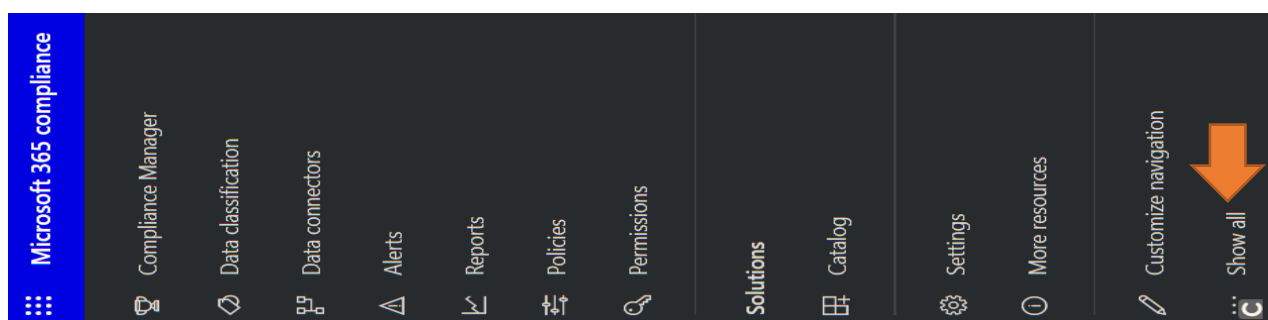 Microsoft 365 compliance
Compliance Manager
Data classification
Data connectors
Alerts
Reports
Policies
Permissions
Solutions
Catalog
Settings
More resources
Customize navigation
Show all
C